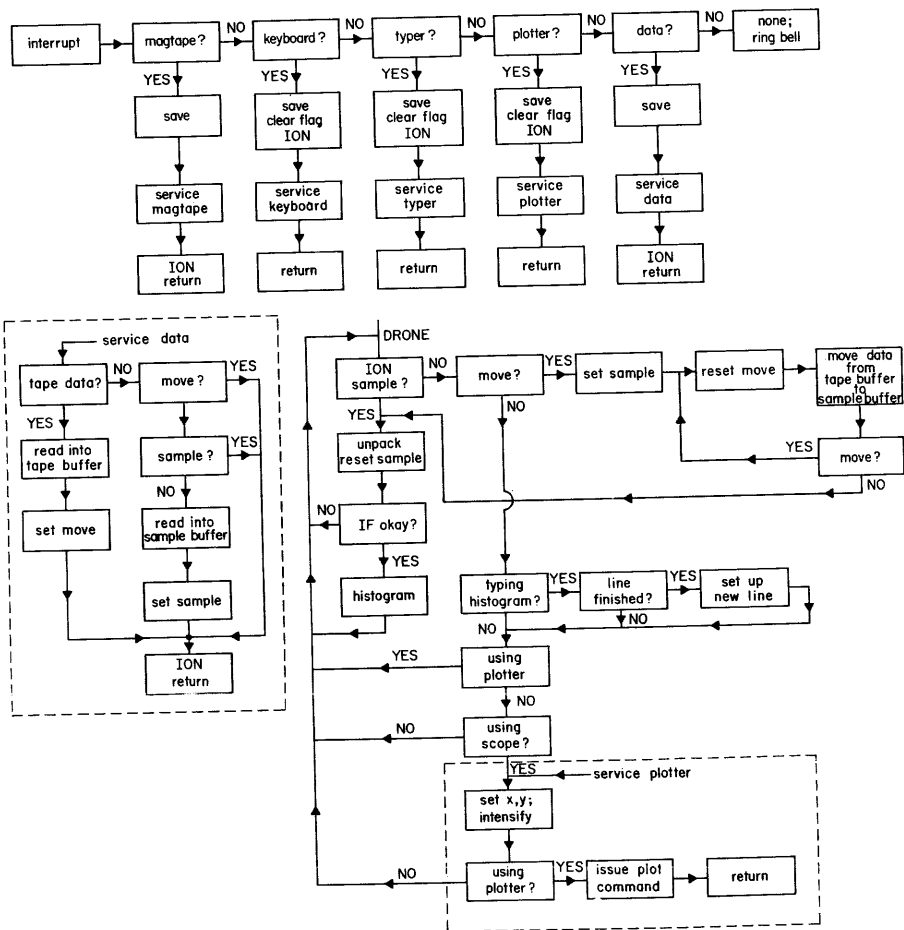 interrupt
magtape?
NO
keyboard?
NO
typer?
NO
plotter?
NO
data?
NO
none;
ring bell
YES
YES
YES
YES
YES
save
save
clear flag
ION
save
clear flag
ION
save
clear flag
ION
save
service
magtape
service
keyboard
service
typer
service
plotter
service
data
ION
return
return
return
return
ION
return
service data
tape data?
NO
move?
YES
YES
read into
tape buffer
sample?
YES
NO
set move
read into
sample buffer
set sample
ION
return
DRONE
ION
sample?
NO
move?
YES
set sample
reset move
move data
from
tape buffer
to
sample buffer
YES
NO
unpack
reset sample
YES
move?
NO
NO
IF okay?
YES
histogram
typing
histogram?
YES
line
finished?
YES
set up
new line
NO
NO
YES
using
plotter
NO
NO
using
scope?
YES
service plotter
set x,y;
intensify
NO
using
plotter?
YES
issue plot
command
return